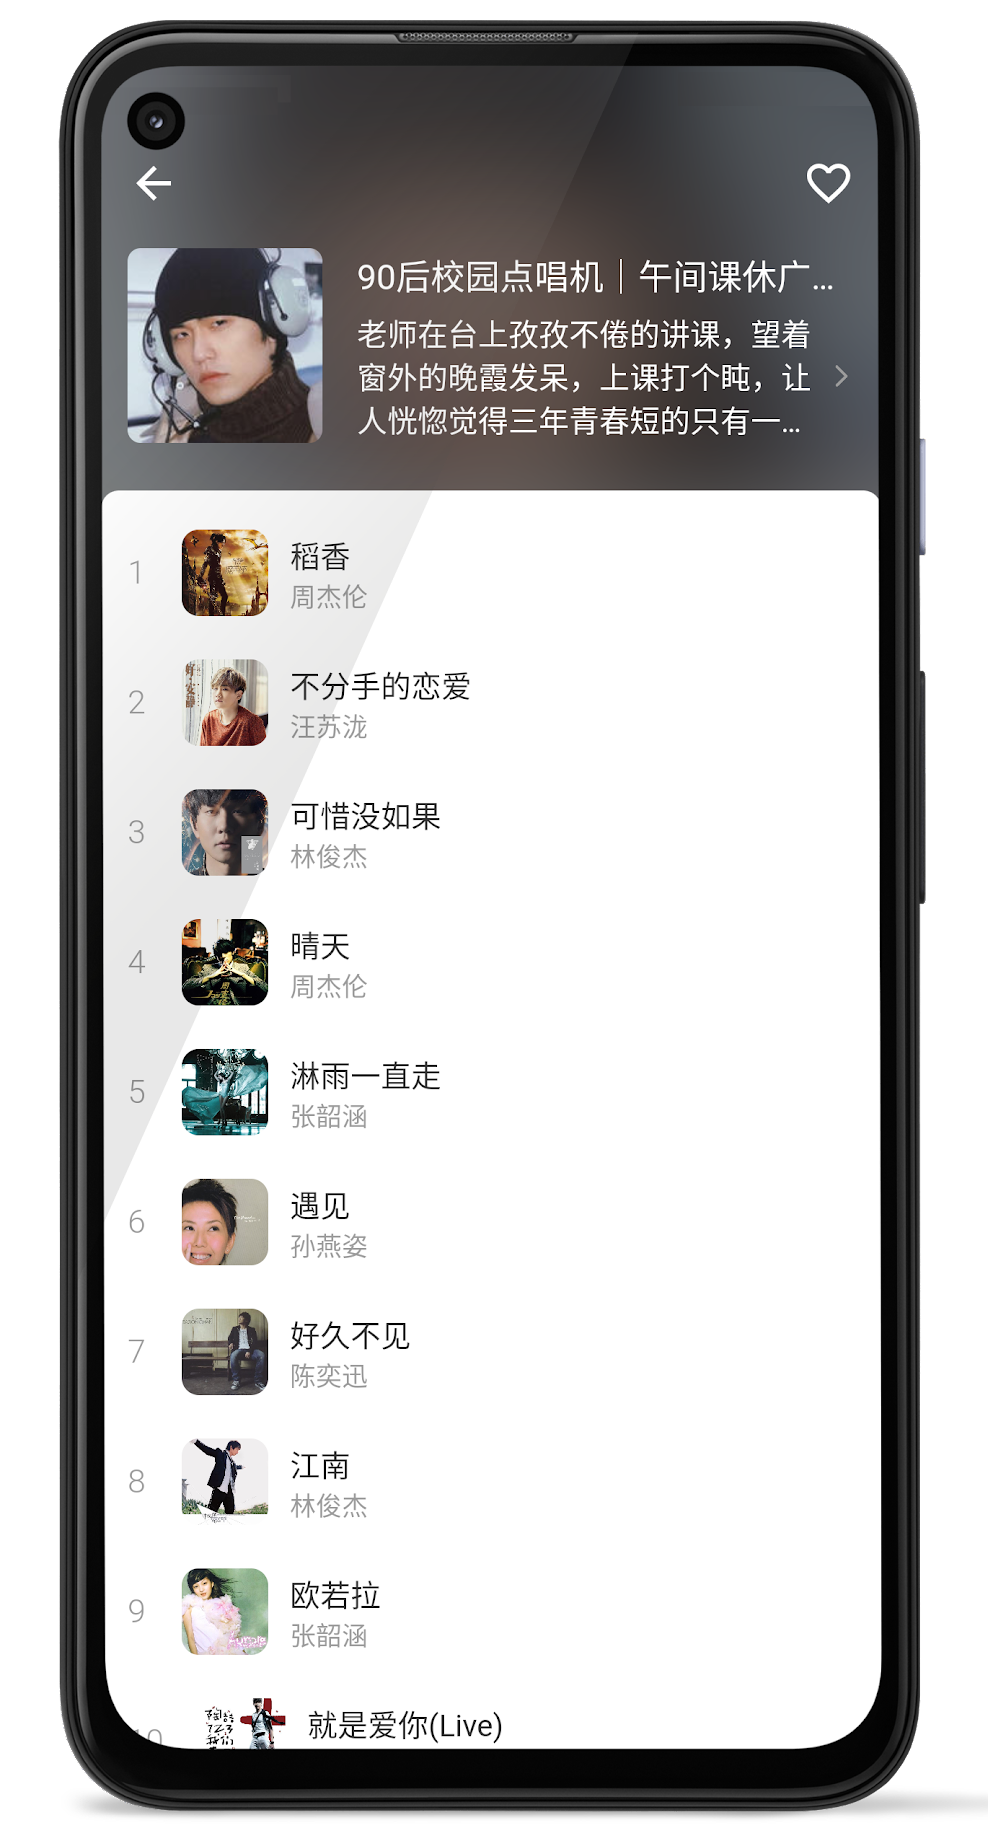 90后校园点唱机｜午间课休广...
老师在台上孜孜不倦的讲课，望着
窗外的晚霞发呆，上课打个盹，让
人恍惚觉得三年青春短的只有一...
1
稻香
周杰伦
2
不分手的恋爱
汪苏泷
3
可惜没如果
林俊杰
4
晴天
周杰伦
5
淋雨一直走
张韶涵
6
遇见
孙燕姿
7
好久不见
陈奕迅
8
江南
林俊杰
9
欧若拉
张韶涵
10
就是爱你(Live)